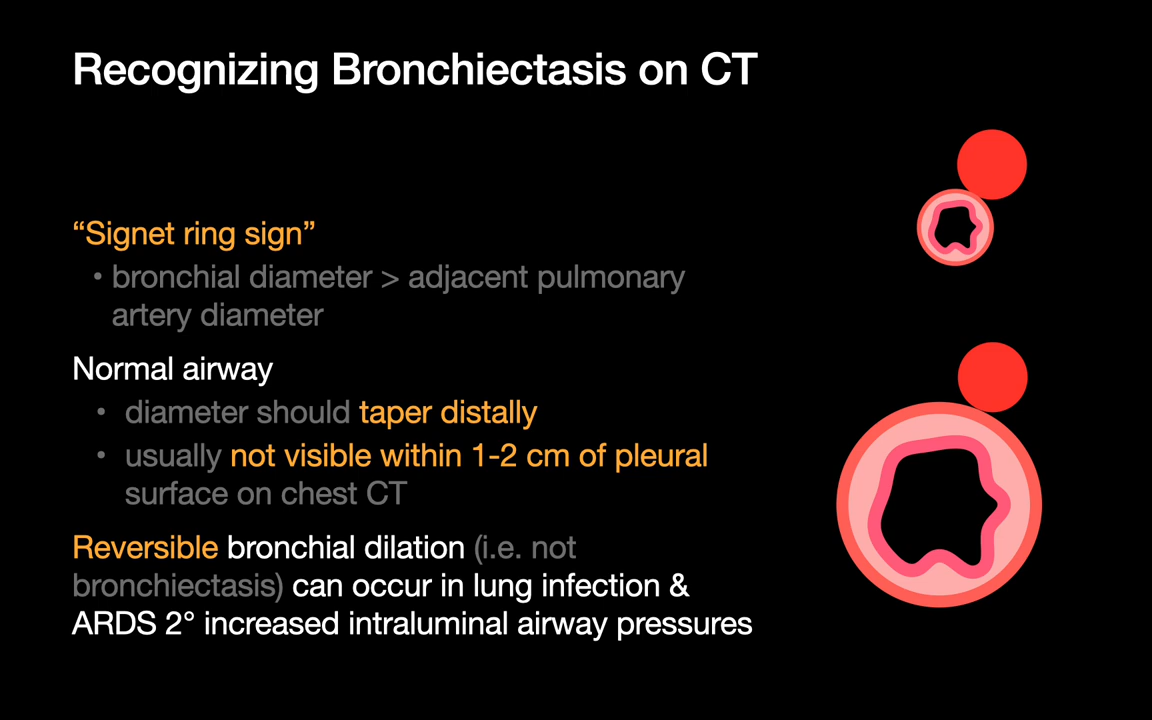 Recognizing Bronchiectasis on CT
“Signet ring sign”
• bronchial diameter > adjacent pulmonary
artery diameter
Normal airway
• diameter should taper distally
• usually not visible within 1-2 cm of pleural
surface on chest CT
Reversible bronchial dilation (i.e. not
bronchiectasis) can occur in lung infection &
ARDS 2° increased intraluminal airway pressures